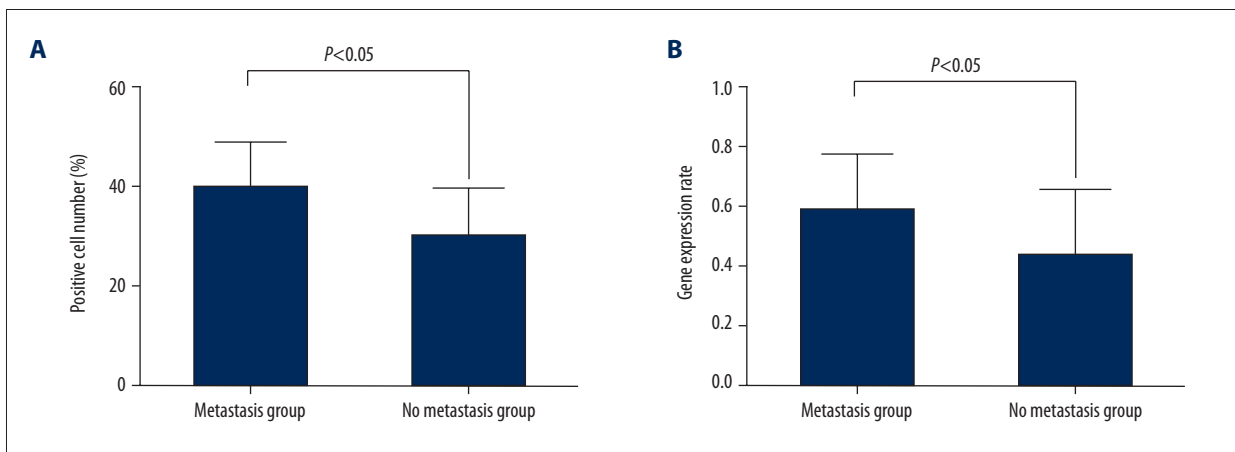 A
P<0.05
60
40
20
0
Positive cell number (%)
Metastasis group
No metastasis group
B
P<0.05
1.0
0.8
0.6
0.4
0.2
0.0
Gene expression rate
Metastasis group
No metastasis group